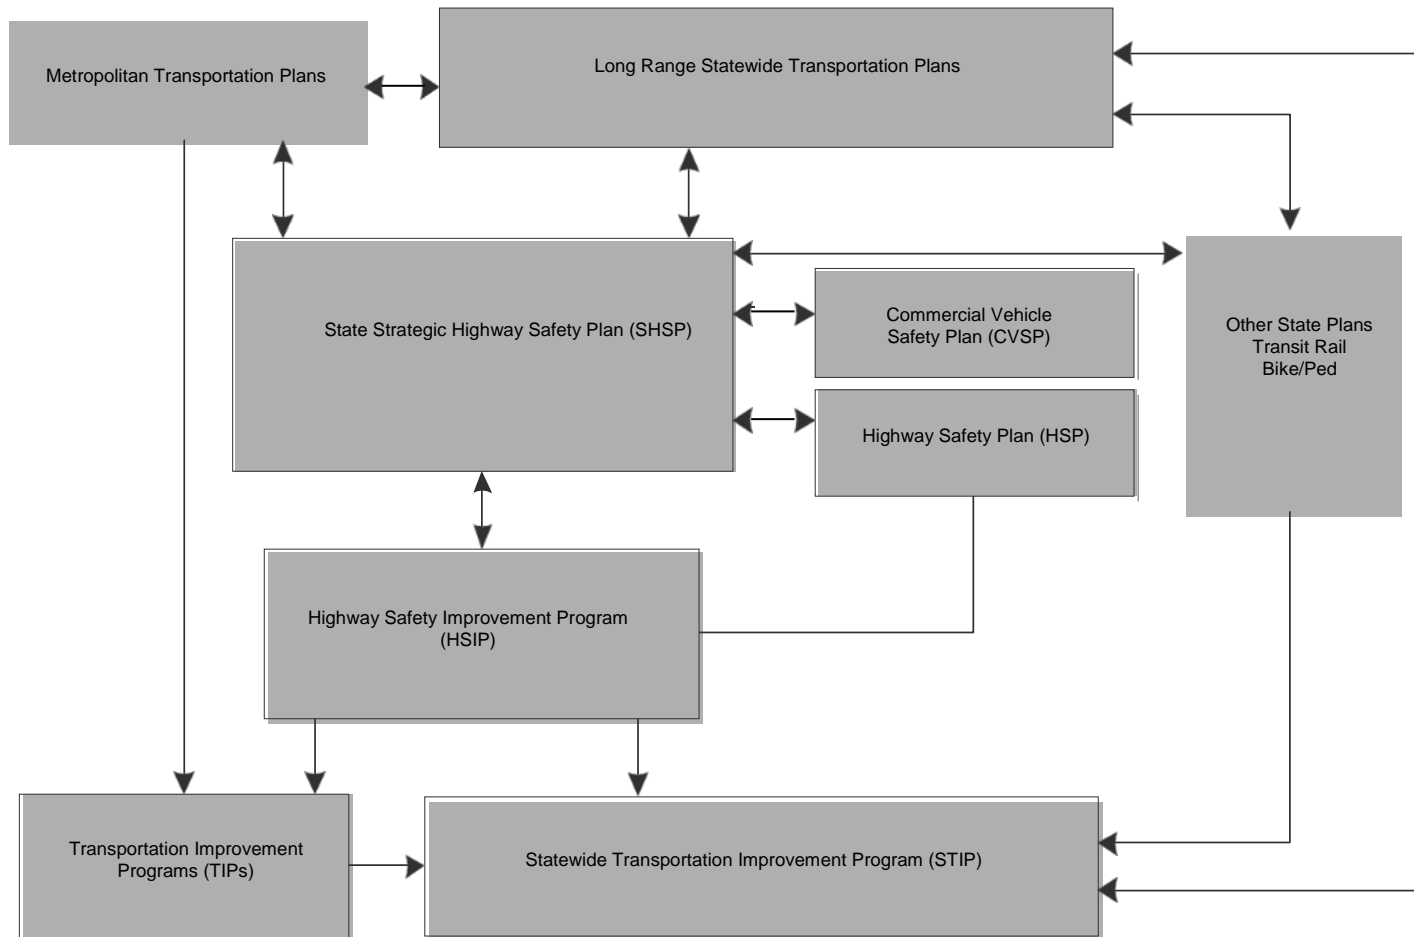 Metropolitan Transportation Plans
Long Range Statewide Transportation Plans
State Strategic Highway Safety Plan (SHSP)
Commercial Vehicle
Safety Plan (CVSP)
Other State Plans
Transit Rail
Bike/Ped
Highway Safety Plan (HSP)
Highway Safety Improvement Program
(HSIP)
Transportation Improvement
Programs (TIPs)
Statewide Transportation Improvement Program (STIP)